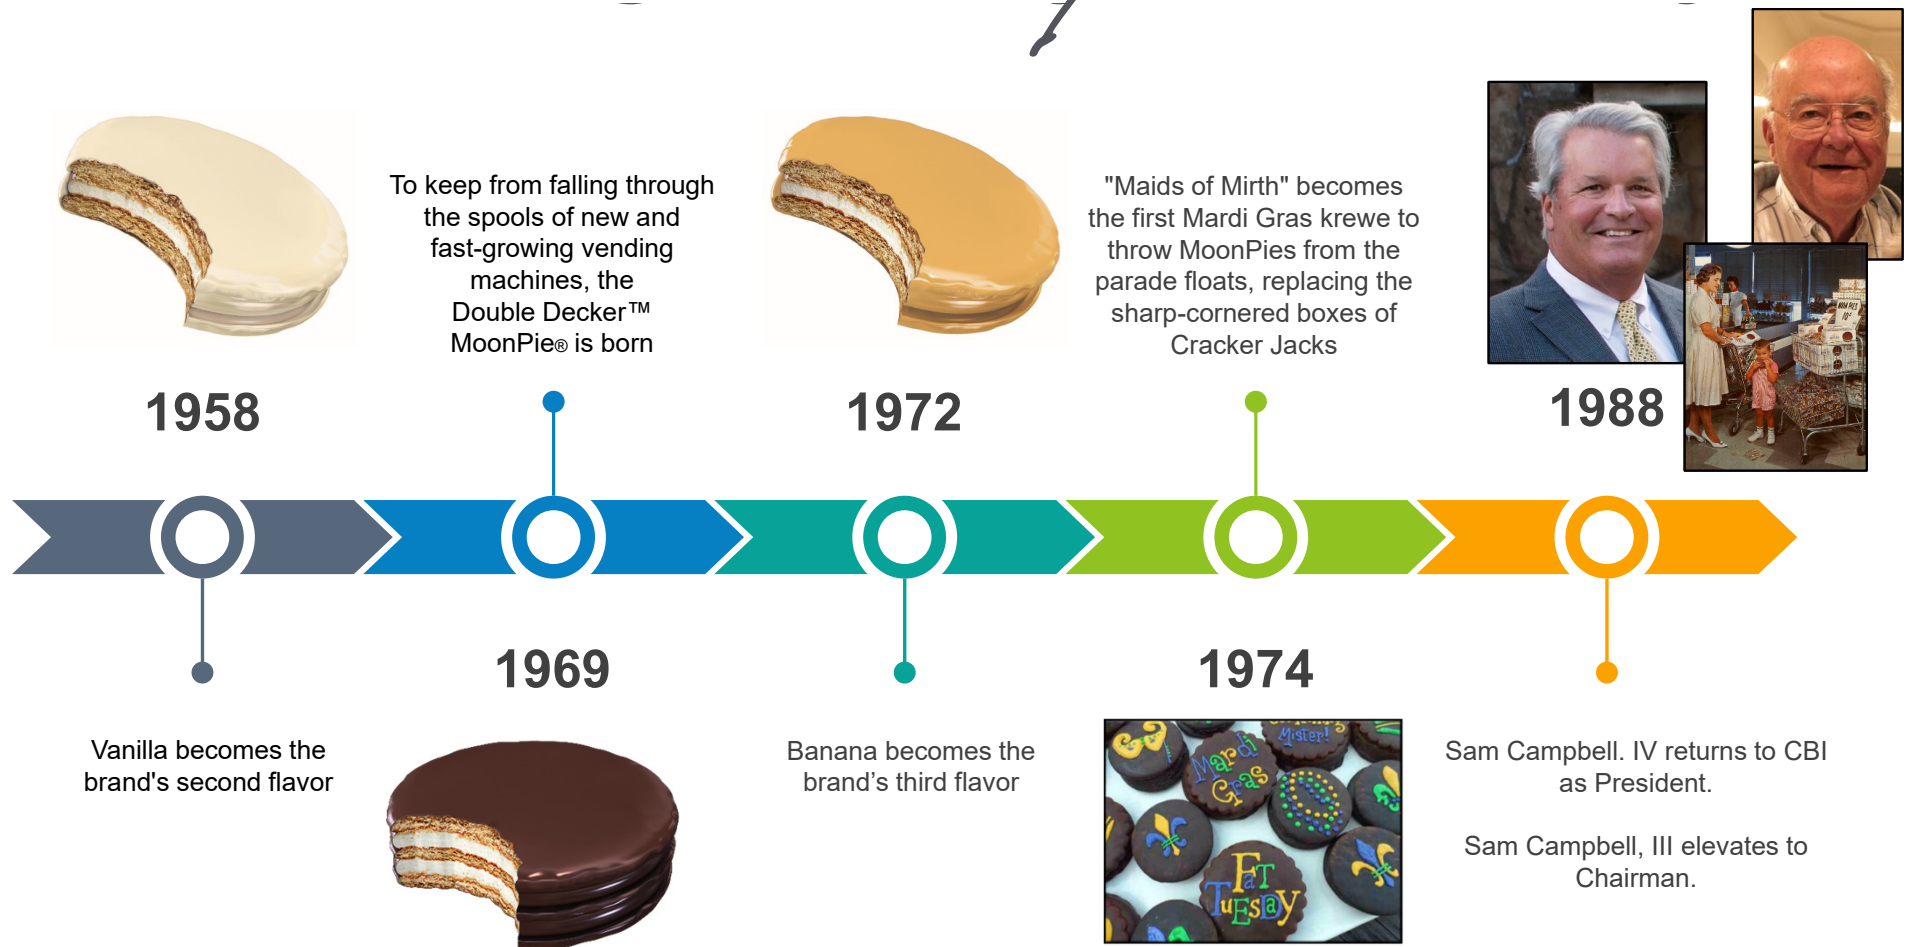 To keep from falling through
the spools of new and
fast-growing vending
machines, the
Double Decker™
MoonPie® is born
"Maids of Mirth" becomes
the first Mardi Gras krewe to
throw MoonPies from the
parade floats, replacing the
sharp-cornered boxes of
Cracker Jacks
1958
1972
1988
MOON PIES
10¢
1969
1974
Vanilla becomes the
brand's second flavor
Banana becomes the
brand’s third flavor
Mister!
Mardi
Gras
FaT
TuEsday
Sam Campbell. IV returns to CBI
as President.
Sam Campbell, III elevates to
Chairman.